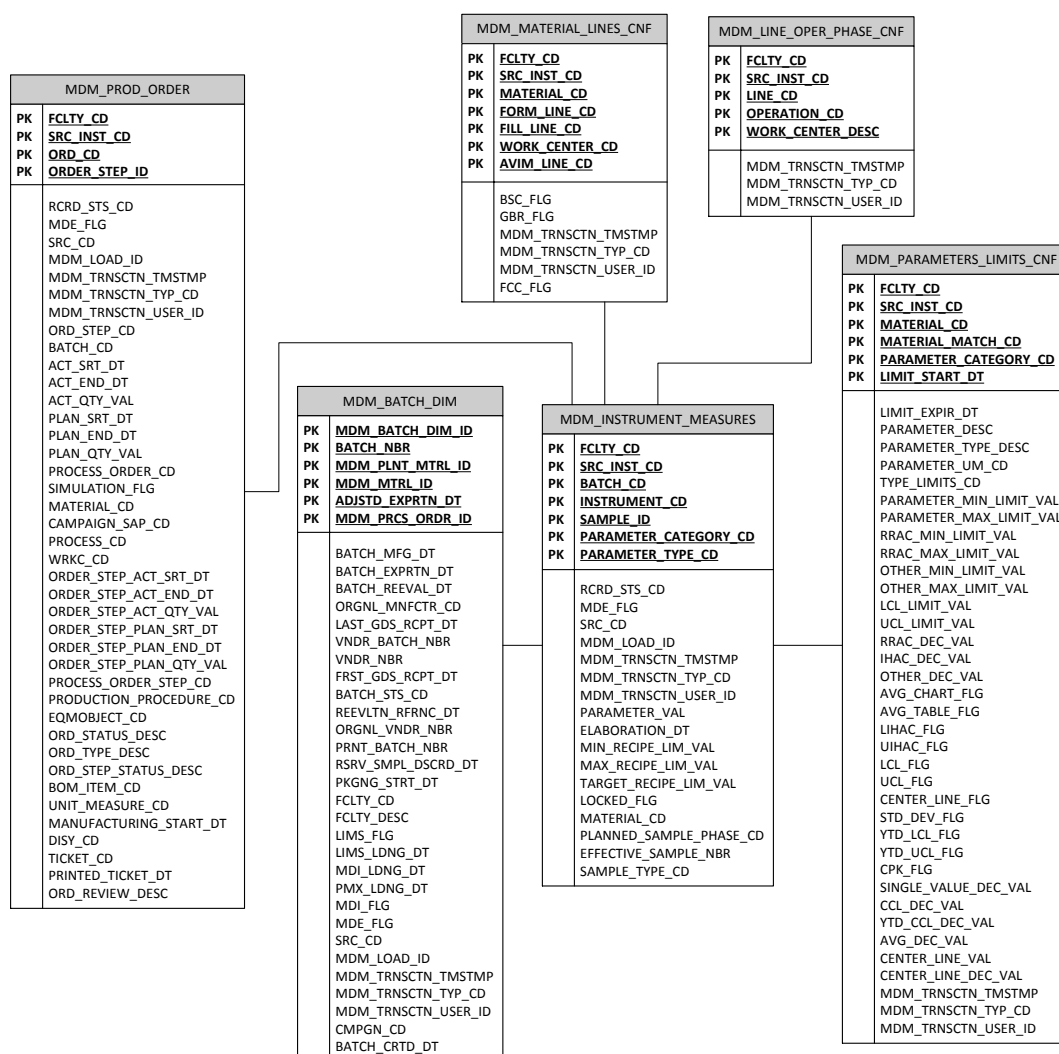 MDM_PROD_ORDER
PK FCLTY_CD
PK SRC_INST_CD
PK ORD_CD
PK ORDER_STEP_ID
RCRD_STS_CD
MDE_FLG
SRC_CD
MDM_LOAD_ID
MDM_TRNSCTN_TMSTMP
MDM_TRNSCTN_TYP_CD
MDM_TRNSCTN_USER_ID
ORD_STEP_CD
BATCH_CD
ACT_SRT_DT
ACT_END_DT
ACT_QTY_VAL
PLAN_SRT_DT
PLAN_END_DT
PLAN_QTY_VAL
PROCESS_ORDER_CD
SIMULATION_FLG
MATERIAL_CD
CAMPAIGN_SAP_CD
PROCESS_CD
WRKC_CD
ORDER_STEP_ACT_SRT_DT
ORDER_STEP_ACT_END_DT
ORDER_STEP_ACT_QTY_VAL
ORDER_STEP_PLAN_SRT_DT
ORDER_STEP_PLAN_END_DT
ORDER_STEP_PLAN_QTY_VAL
PROCESS_ORDER_STEP_CD
PRODUCTION_PROCEDURE_CD
EQMOBJECT_CD
ORD_STATUS_DESC
ORD_TYPE_DESC
ORD_STEP_STATUS_DESC
BOM_ITEM_CD
UNIT_MEASURE_CD
MANUFACTURING_START_DT
DISY_CD
TICKET_CD
PRINTED_TICKET_DT
ORD_REVIEW_DESC
MDM_MATERIAL_LINES_CNF
PK FCLTY_CD
PK SRC_INST_CD
PK MATERIAL_CD
PK FORM_LINE_CD
PK FILL_LINE_CD
PK WORK_CENTER_CD
PK AVIM_LINE_CD
BSC_FLG
GBR_FLG
MDM_TRNSCTN_TMSTMP
MDM_TRNSCTN_TYP_CD
MDM_TRNSCTN_USER_ID
FCC_FLG
MDM_LINE_OPER_PHASE_CNF
PK FCLTY_CD
PK SRC_INST_CD
PK LINE_CD
PK OPERATION_CD
PK WORK_CENTER_DESC
MDM_TRNSCTN_TMSTMP
MDM_TRNSCTN_TYP_CD
MDM_TRNSCTN_USER_ID
MDM_BATCH_DIM
PK MDM_BATCH_DIM_ID
PK BATCH_NBR
PK MDM_PLNT_MTRL_ID
PK MDM_MTRL_ID
PK ADJSTD_EXPRTN_DT
PK MDM_PRCS_ORDR_ID
BATCH_MFG_DT
BATCH_EXPRTN_DT
BATCH_REEVAL_DT
ORGNL_MNFCTR_CD
LAST_GDS_RCPT_DT
VNDR_BATCH_NBR
VNDR_NBR
FRST_GDS_RCPT_DT
BATCH_STS_CD
REEVLTN_RFRNC_DT
ORGNL_VNDR_NBR
PRNT_BATCH_NBR
RSRV_SMPL_DSCRD_DT
PKGNG_STRT_DT
FCLTY_CD
FCLTY_DESC
LIMS_FLG
LIMS_LDNG_DT
MDI_LDNG_DT
PMX_LDNG_DT
MDI_FLG
MDE_FLG
SRC_CD
MDM_LOAD_ID
MDM_TRNSCTN_TMSTMP
MDM_TRNSCTN_TYP_CD
MDM_TRNSCTN_USER_ID
CMPGN_CD
BATCH_CRTD_DT
MDM_INSTRUMENT_MEASURES
PK FCLTY_CD
PK SRC_INST_CD
PK BATCH_CD
PK INSTRUMENT_CD
PK SAMPLE_ID
PK PARAMETER_CATEGORY_CD
PK PARAMETER_TYPE_CD
RCRD_STS_CD
MDE_FLG
SRC_CD
MDM_LOAD_ID
MDM_TRNSCTN_TMSTMP
MDM_TRNSCTN_TYP_CD
MDM_TRNSCTN_USER_ID
PARAMETER_VAL
ELABORATION_DT
MIN_RECIPE_LIM_VAL
MAX_RECIPE_LIM_VAL
TARGET_RECIPE_LIM_VAL
LOCKED_FLG
MATERIAL_CD
PLANNED_SAMPLE_PHASE_CD
EFFECTIVE_SAMPLE_NBR
SAMPLE_TYPE_CD
MDM_PARAMETERS_LIMITS_CNF
PK FCLTY_CD
PK SRC_INST_CD
PK MATERIAL_CD
PK MATERIAL_MATCH_CD
PK PARAMETER_CATEGORY_CD
PK LIMIT_START_DT
LIMIT_EXPIR_DT
PARAMETER_DESC
PARAMETER_TYPE_DESC
PARAMETER_UM_CD
TYPE_LIMITS_CD
PARAMETER_MIN_LIMIT_VAL
PARAMETER_MAX_LIMIT_VAL
RRAC_MIN_LIMIT_VAL
RRAC_MAX_LIMIT_VAL
OTHER_MIN_LIMIT_VAL
OTHER_MAX_LIMIT_VAL
LCL_LIMIT_VAL
UCL_LIMIT_VAL
RRAC_DEC_VAL
IHAC_DEC_VAL
OTHER_DEC_VAL
AVG_CHART_FLG
AVG_TABLE_FLG
LIHAC_FLG
UIHAC_FLG
LCL_FLG
UCL_FLG
CENTER_LINE_FLG
STD_DEV_FLG
YTD_LCL_FLG
YTD_UCL_FLG
CPK_FLG
SINGLE_VALUE_DEC_VAL
CCL_DEC_VAL
YTD_CCL_DEC_VAL
AVG_DEC_VAL
CENTER_LINE_VAL
CENTER_LINE_DEC_VAL
MDM_TRNSCTN_TMSTMP
MDM_TRNSCTN_TYP_CD
MDM_TRNSCTN_USER_ID